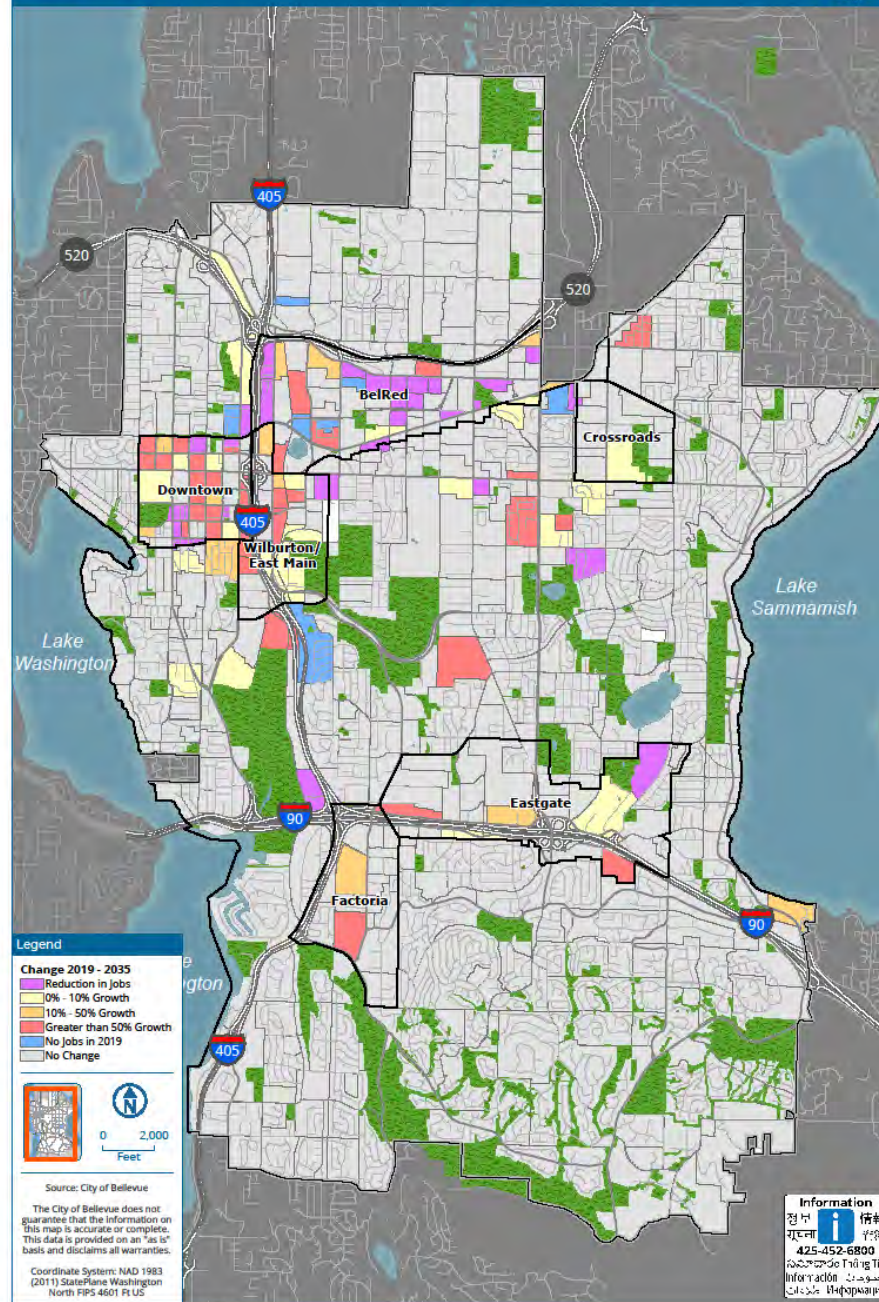 405
520
520
BelRed
Crossroads
Downtown
405
Wilburton/
East Main
Lake
Sammamish
Lake
Washington
Eastgate
90
Factoria
90
405
Legend
Change 2019 - 2035
Reduction in Jobs
0% - 10% Growth
10% - 50% Growth
Greater than 50% Growth
No Jobs in 2019
No Change
N
0 2,000
Feet
Source: City of Bellevue
The City of Bellevue does not
guarantee that the information on
this map is accurate or complete.
This data is provided on an "as is"
basis and disclaims all warranties.
Coordinate System: NAD 1983
(2011) StatePlane Washington
North FIPS 4601 Ft US
Information
i
425-452-6800
Información